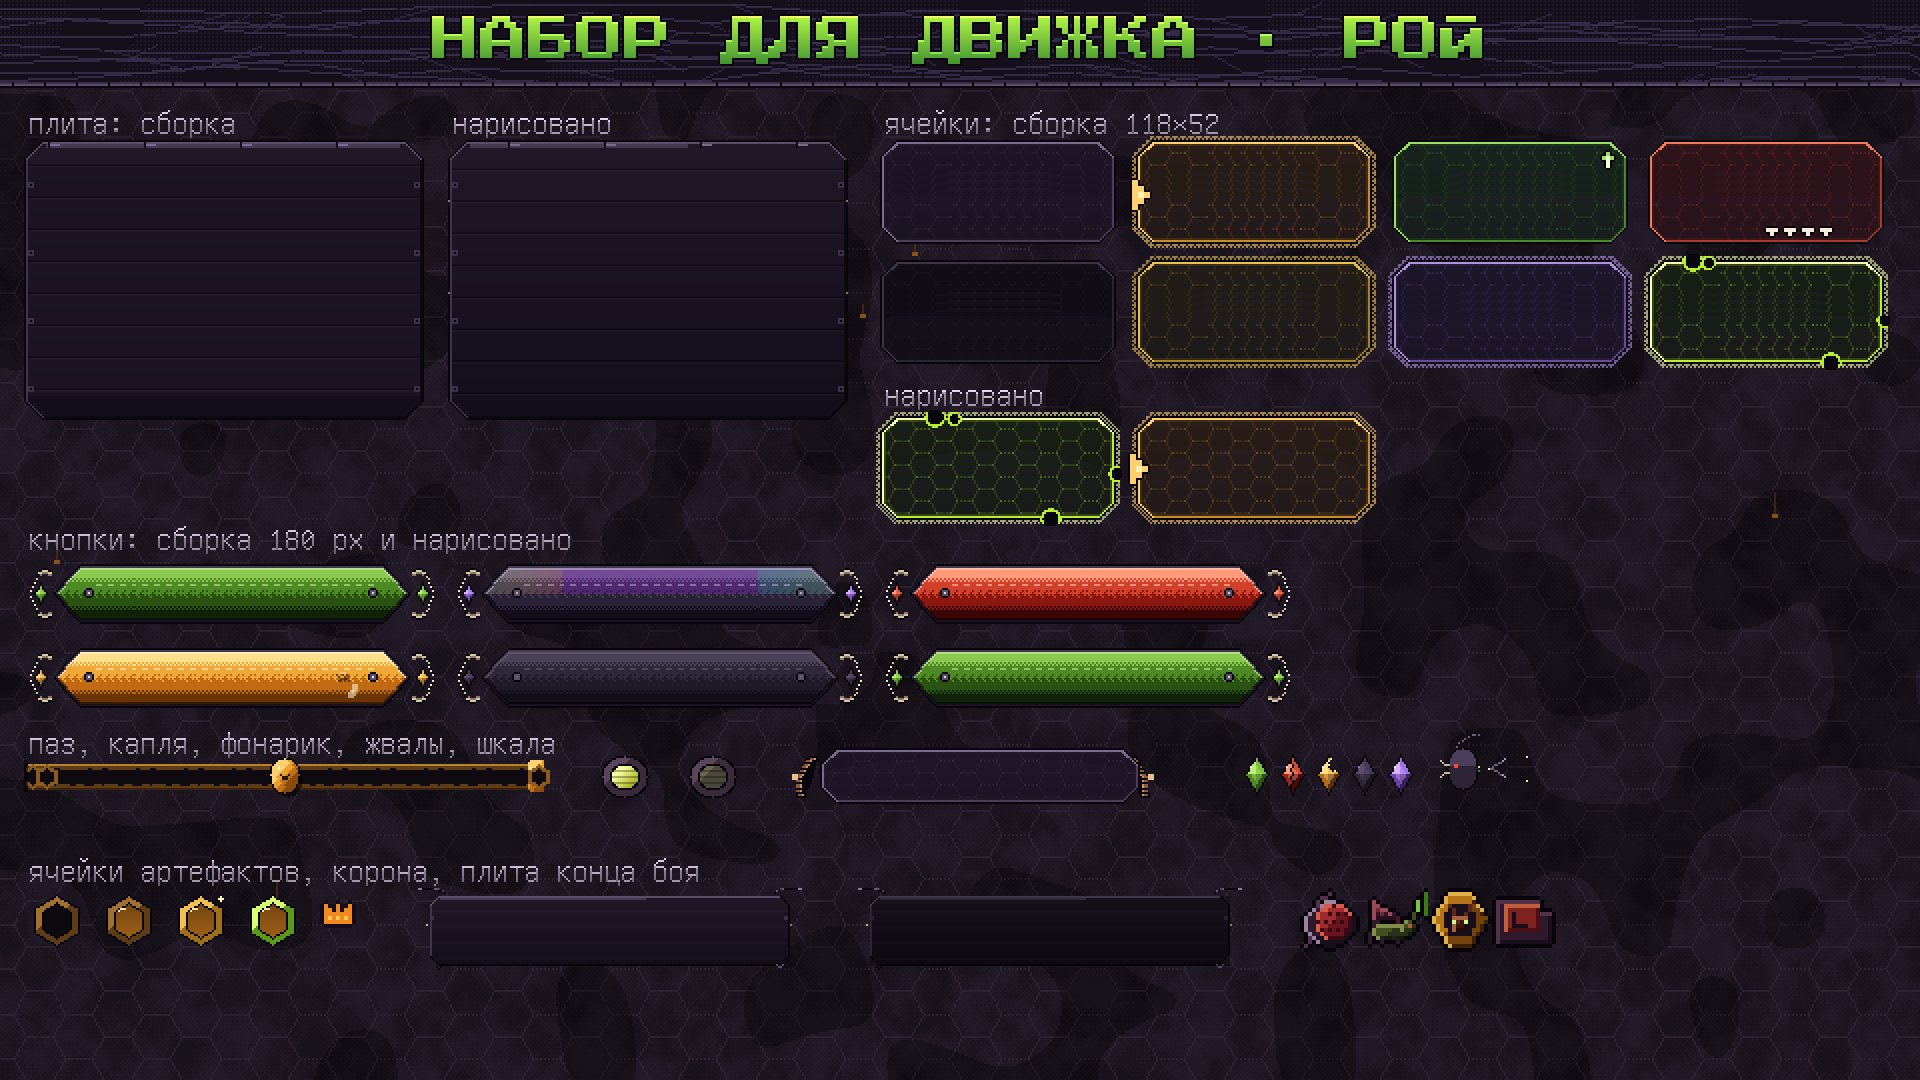 НАБОР ДЛЯ ДВИЖКА · РОЙ
плита: сборка
нарисовано
ячейки: сборка 118×52
нарисовано
кнопки: сборка 180 px и нарисовано
паз, капля, фонарик, жвалы, шкала
ячейки артефактов, корона, плита конца боя